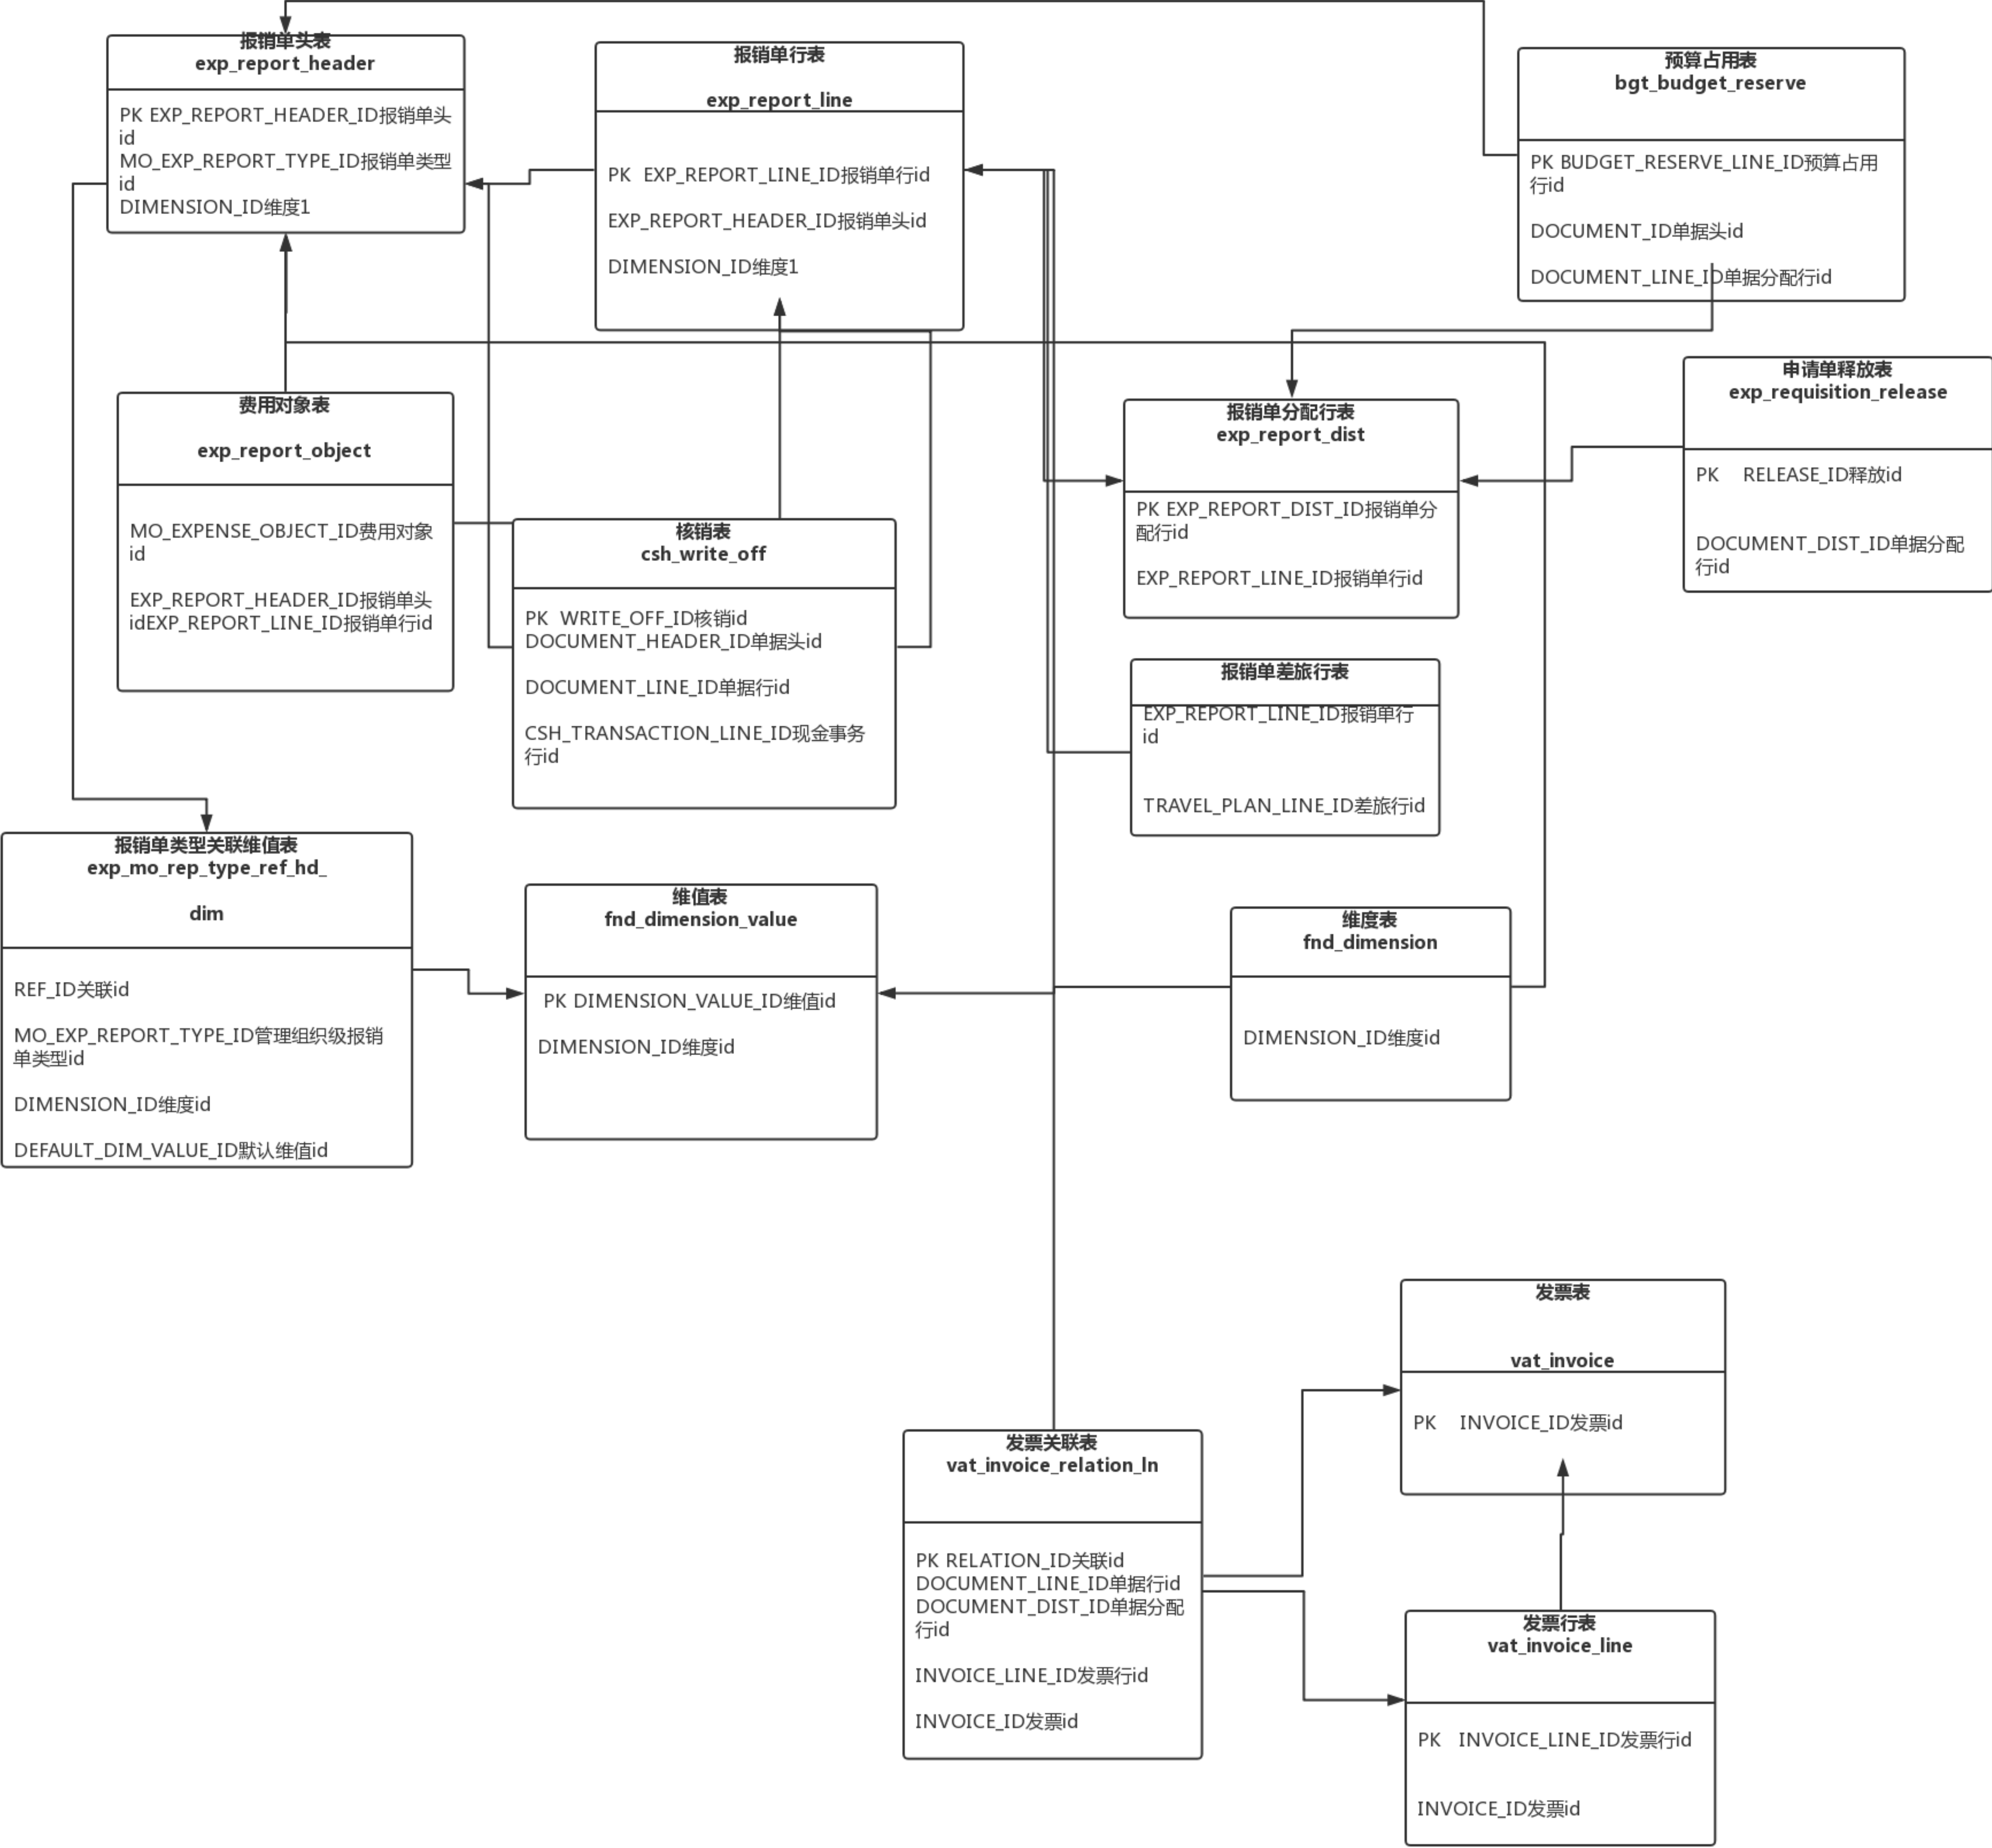 报销单头表
exp_report_header
PK EXP_REPORT_HEADER_ID报销单头
id
MO_EXP_REPORT_TYPE_ID报销单类型
id
DIMENSION_ID维度1
报销单行表
exp_report_line
PK  EXP_REPORT_LINE_ID报销单行id
EXP_REPORT_HEADER_ID报销单头id
DIMENSION_ID维度1
预算占用表
bgt_budget_reserve
PK BUDGET_RESERVE_LINE_ID预算占用
行id
DOCUMENT_ID单据头id
DOCUMENT_LINE_ID单据分配行id
费用对象表
exp_report_object
MO_EXPENSE_OBJECT_ID费用对象
id
EXP_REPORT_HEADER_ID报销单头
idEXP_REPORT_LINE_ID报销单行id
核销表
csh_write_off
PK  WRITE_OFF_ID核销id
DOCUMENT_HEADER_ID单据头id
DOCUMENT_LINE_ID单据行id
CSH_TRANSACTION_LINE_ID现金事务
行id
报销单分配行表
exp_report_dist
PK EXP_REPORT_DIST_ID报销单分
配行id
EXP_REPORT_LINE_ID报销单行id
申请单释放表
exp_requisition_release
PK    RELEASE_ID释放id
DOCUMENT_DIST_ID单据分配
行id
报销单差旅行表
EXP_REPORT_LINE_ID报销单行
id
TRAVEL_PLAN_LINE_ID差旅行id
报销单类型关联维值表
exp_mo_rep_type_ref_hd_
dim
REF_ID关联id
MO_EXP_REPORT_TYPE_ID管理组织级报销
单类型id
DIMENSION_ID维度id
DEFAULT_DIM_VALUE_ID默认维值id
维值表
fnd_dimension_value
PK DIMENSION_VALUE_ID维值id
DIMENSION_ID维度id
维度表
fnd_dimension
DIMENSION_ID维度id
发票表
vat_invoice
PK    INVOICE_ID发票id
发票关联表
vat_invoice_relation_ln
PK RELATION_ID关联id
DOCUMENT_LINE_ID单据行id
DOCUMENT_DIST_ID单据分配
行id
INVOICE_LINE_ID发票行id
INVOICE_ID发票id
发票行表
vat_invoice_line
PK   INVOICE_LINE_ID发票行id
INVOICE_ID发票id